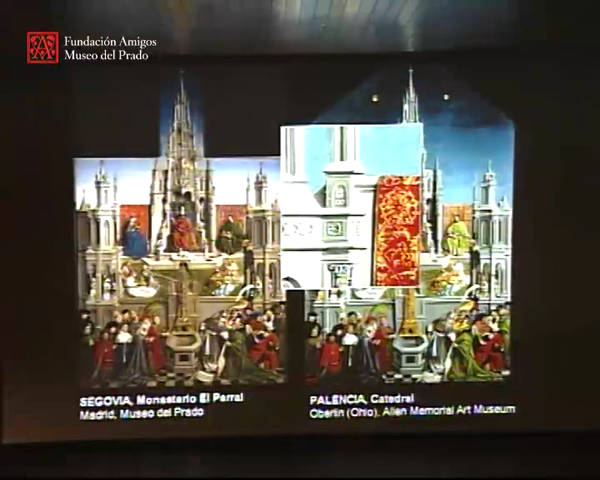 Fundación Amigos
Museo del Prado
SEGOVIA, Monasterio El Parral
Madrid, Museo del Prado
PALENCIA, Catedral
Oberlin (Ohio), Allen Memorial Art Museum